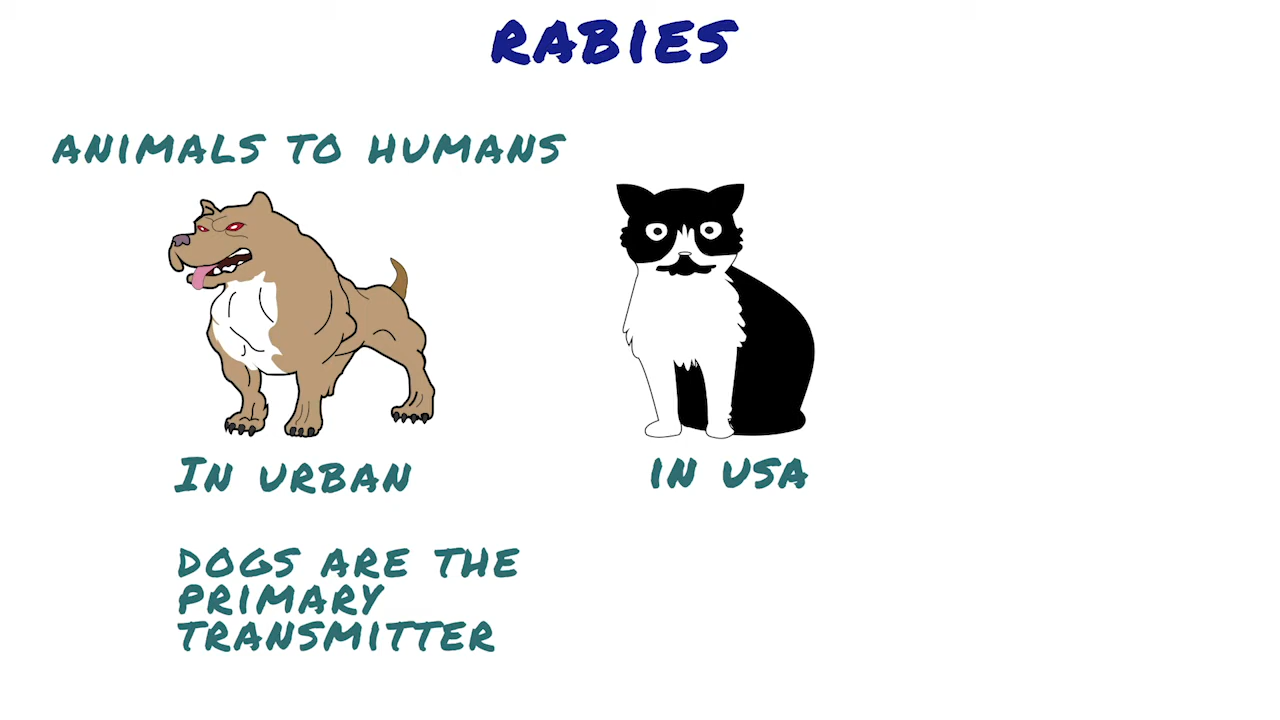 RABIES
ANIMALS TO HUMANS
IN URBAN
IN USA
DOGS ARE THE
PRIMARY
TRANSMITTER